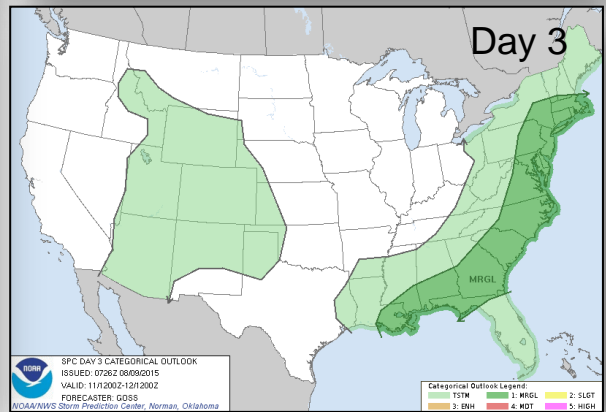 Day 3
MRGL
NOAA
SPC DAY 3 CATEGORICAL OUTLOOK
ISSUED: 0726Z 08/09/2015
VALID: 11/1200Z-12/1200Z
FORECASTER: GOSS
NOAA/NWS Storm Prediction Center, Norman, Oklahoma
Categorical Outlook Legend:
TSTM 1: MRGL 2: SLGT
3: ENH 4: MDT 5: HIGH